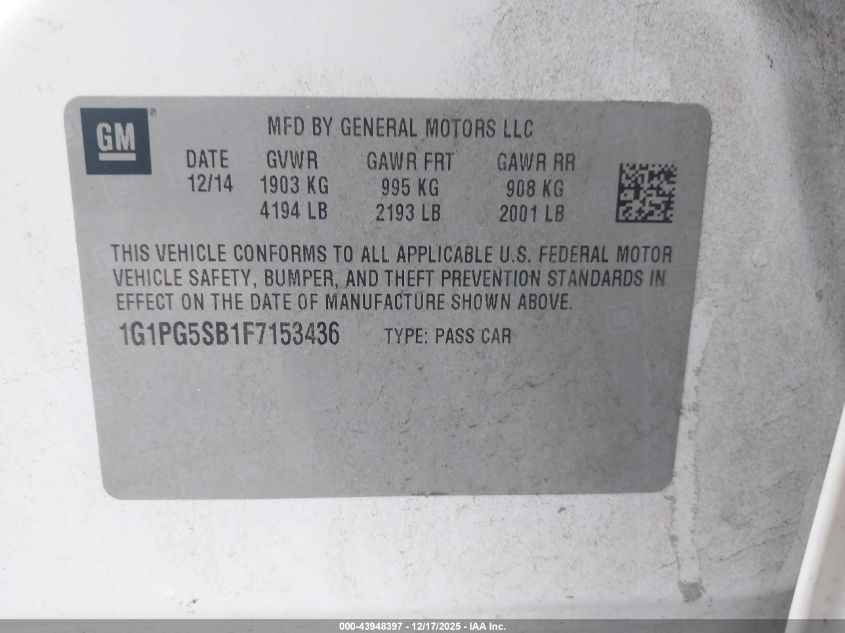 GM
MFD BY GENERAL MOTORS LLC
DATE GVWR GAWR FRT GAWR RR
12/14 1903 KG 995 KG 908 KG
4194 LB 2193 LB 2001 LB
THIS VEHICLE CONFORMS TO ALL APPLICABLE U.S. FEDERAL MOTOR
VEHICLE SAFETY, BUMPER, AND THEFT PREVENTION STANDARDS IN
EFFECT ON THE DATE OF MANUFACTURE SHOWN ABOVE.
1G1PG5SB1F7153436 TYPE: PASS CAR
000-43948397 - 12/17/2025 - IAA Inc.